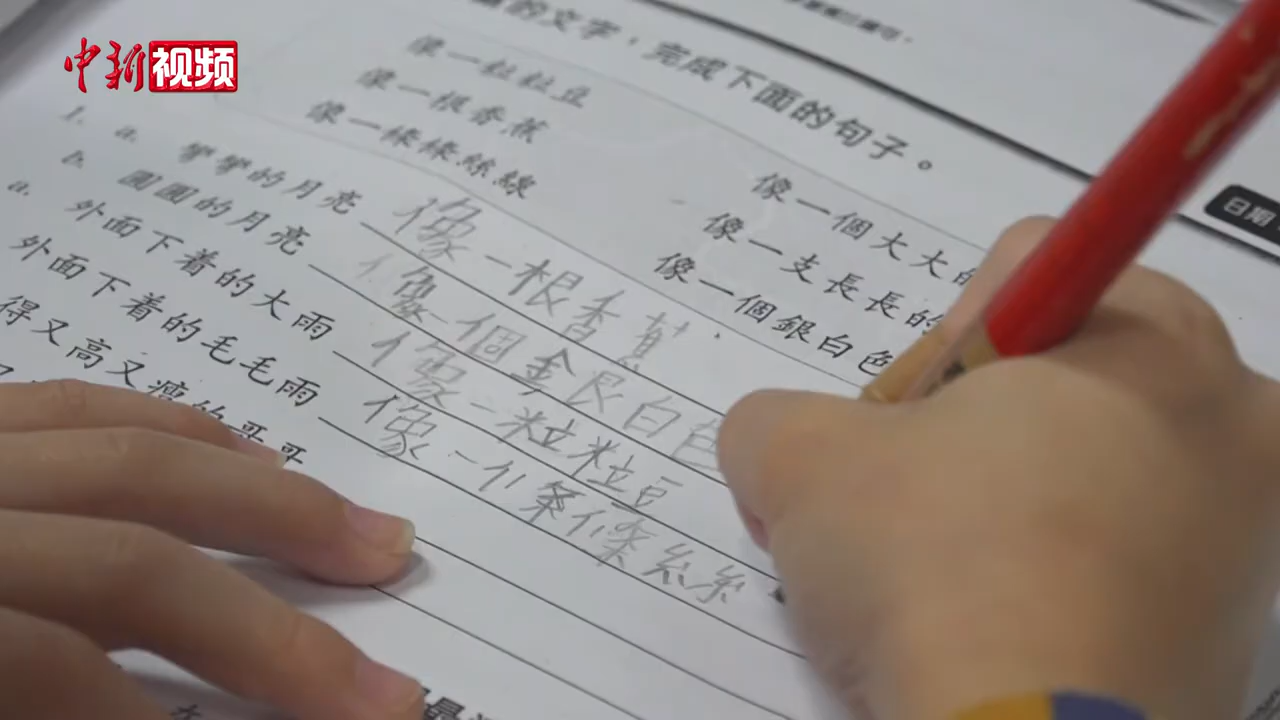 中新视频
的文字，完成下面的句子。
像一粒粒豆
像一根香蕉
像一條條絲線
像一個大大的
像一支長長的
像一個銀白色
日期
1. a. 彎彎的月亮 像一根香蕉
b. 圓圓的月亮 像一個銀白色
a. 外面下着的大雨 像一粒粒豆
外面下着的毛毛雨 像一條條絲
得又高又瘦的哥哥